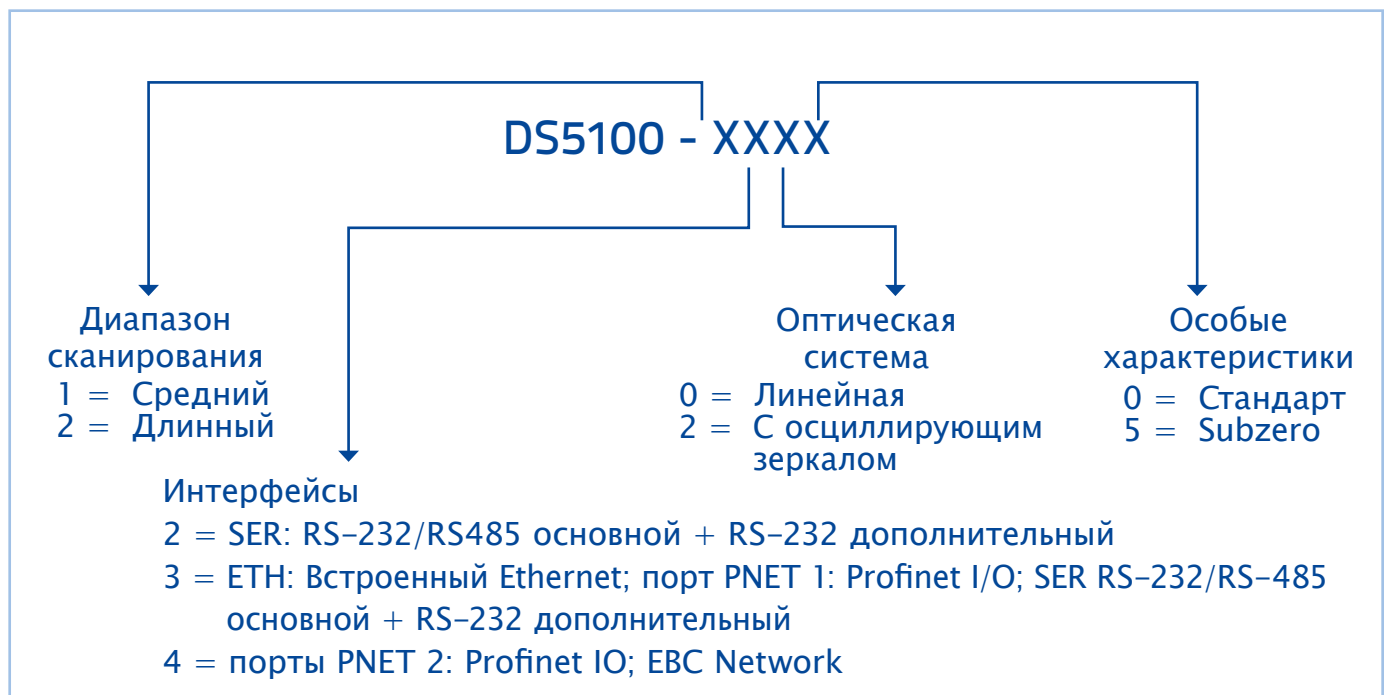 DS5100 - XXXX
Диапазон
сканирования
1 = Средний
2 = Длинный
Оптическая
система
0 = Линейная
2 = С осциллирующим
зеркалом
Особые
характеристики
0 = Стандарт
5 = Subzero
Интерфейсы
2 = SER: RS-232/RS485 основной + RS-232 дополнительный
3 = ETH: Встроенный Ethernet; порт PNET 1: Profinet I/O; SER RS-232/RS-485
основной + RS-232 дополнительный
4 = порты PNET 2: Profinet IO; EBC Network